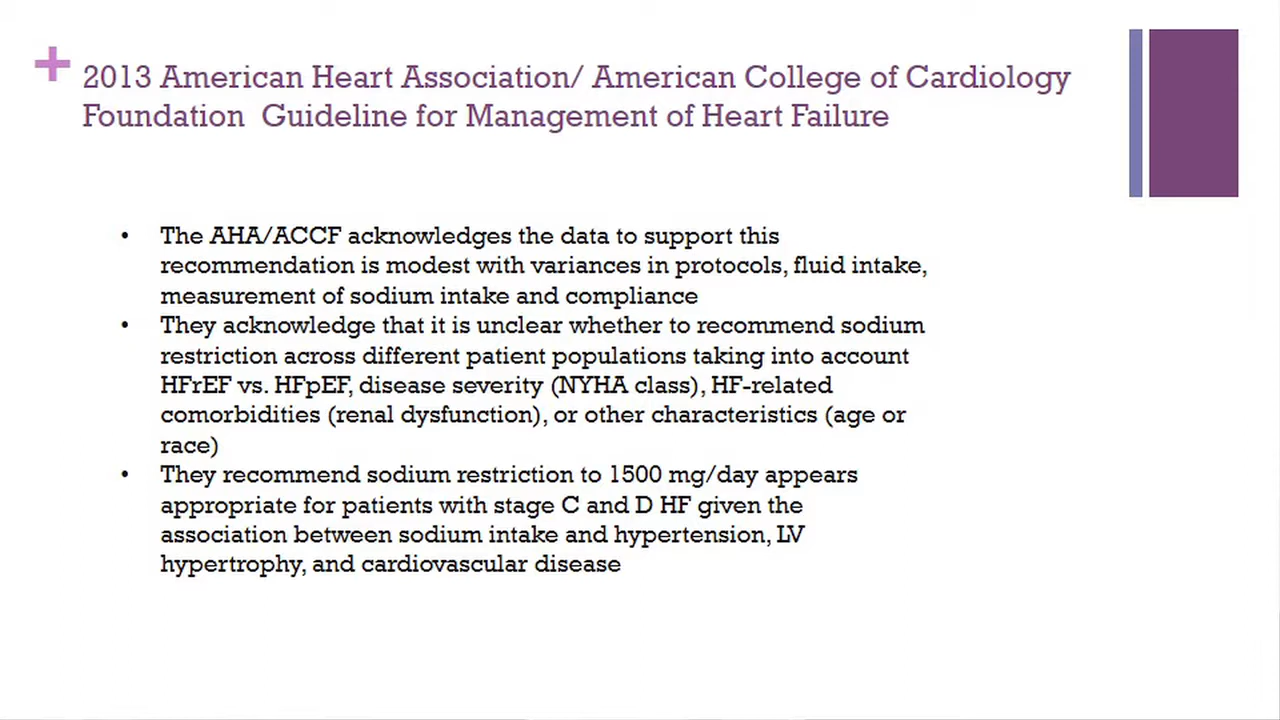 2013 American Heart Association/ American College of Cardiology
Foundation  Guideline for Management of Heart Failure
• The AHA/ACCF acknowledges the data to support this
recommendation is modest with variances in protocols, fluid intake,
measurement of sodium intake and compliance
• They acknowledge that it is unclear whether to recommend sodium
restriction across different patient populations taking into account
HFrEF vs. HFpEF, disease severity (NYHA class), HF-related
comorbidities (renal dysfunction), or other characteristics (age or
race)
• They recommend sodium restriction to 1500 mg/day appears
appropriate for patients with stage C and D HF given the
association between sodium intake and hypertension, LV
hypertrophy, and cardiovascular disease